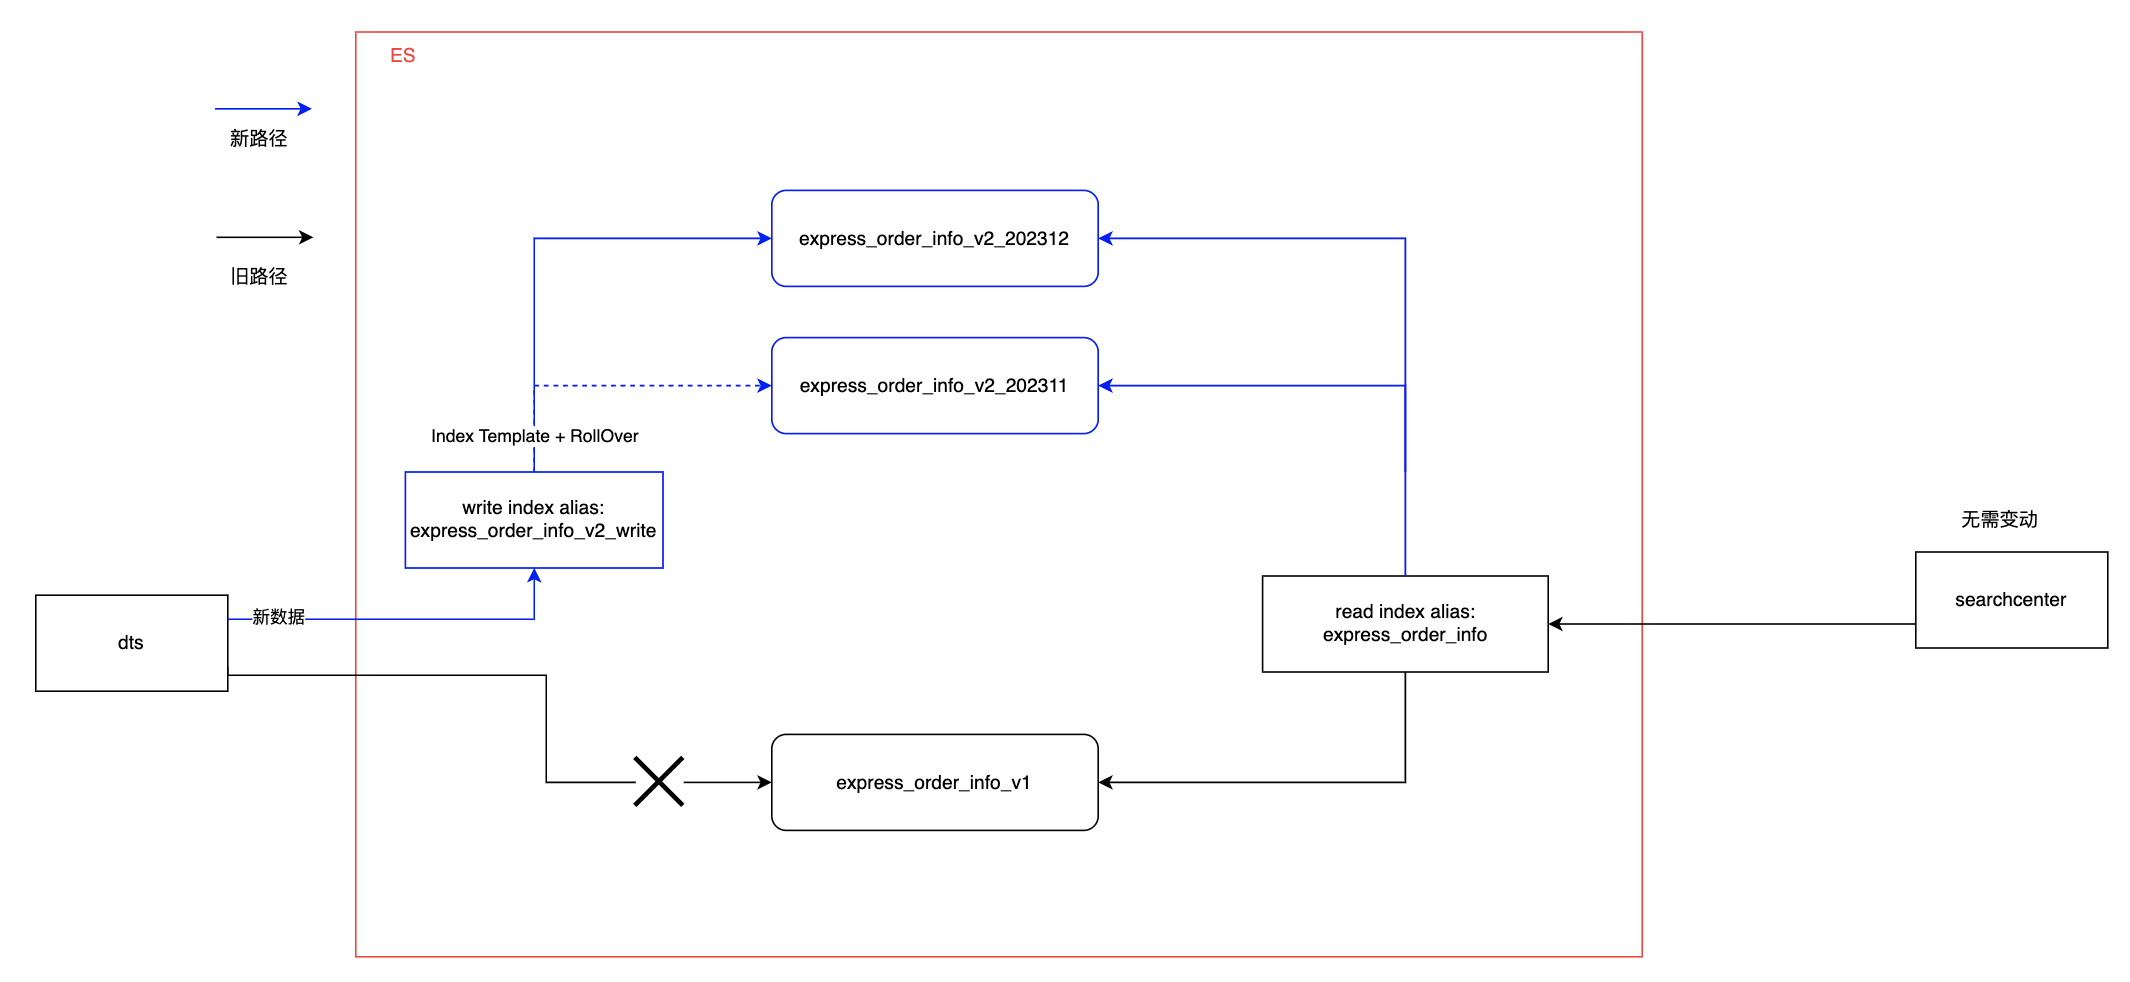 ES
新路径
旧路径
express_order_info_v2_202312
express_order_info_v2_202311
Index Template + RollOver
write index alias:
express_order_info_v2_write
无需变动
searchcenter
read index alias:
express_order_info
新数据
dts
express_order_info_v1